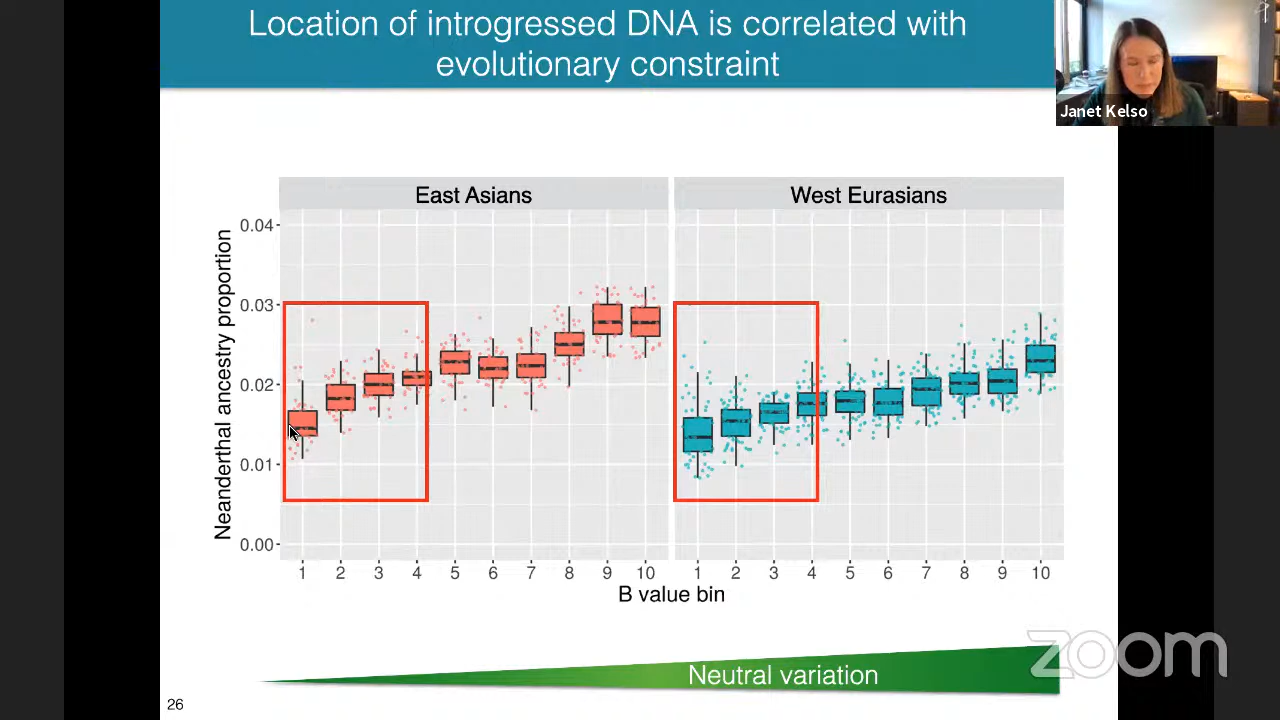 Location of introgressed DNA is correlated with
evolutionary constraint
Janet Kelso
East Asians
West Eurasians
Neanderthal ancestry proportion
0.04
0.03
0.02
0.01
0.00
1 2 3 4 5 6 7 8 9 10
1 2 3 4 5 6 7 8 9 10
B value bin
Neutral variation
zoom
26